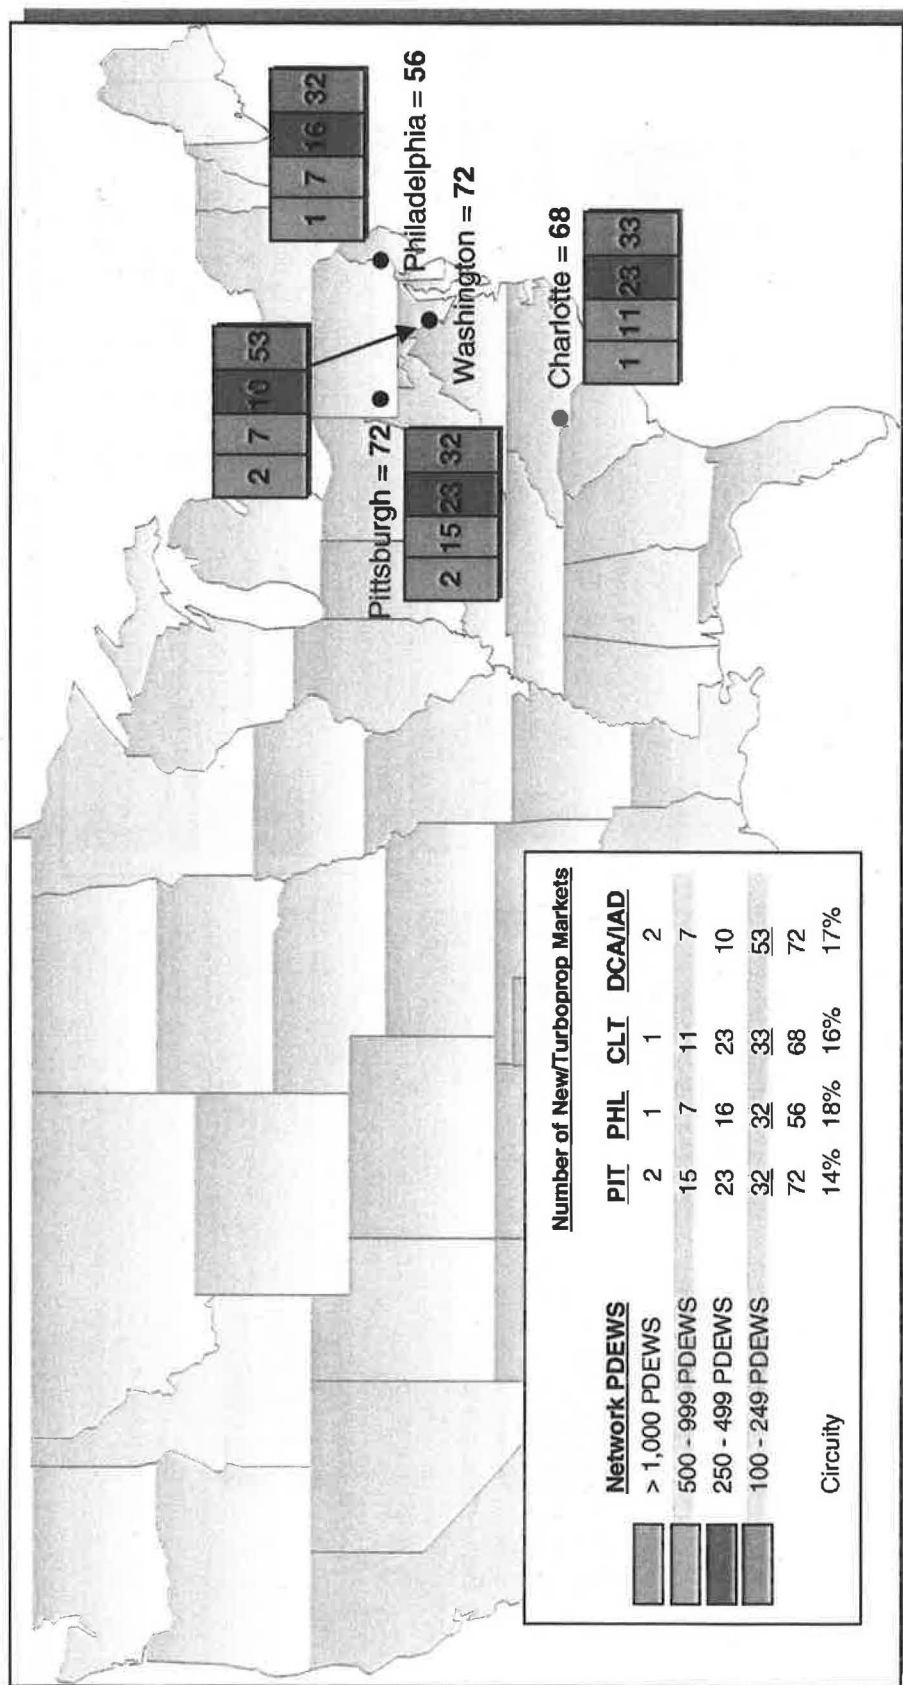 2 7 10 53
1 7 16 32
Pittsburgh = 72
Philadelphia = 56
2 15 23 32
Washington = 72
Charlotte = 68
1 11 23 33
Number of New/Turboprop Markets
Network PDEWS PIT PHL CLT DCA/IAD
> 1,000 PDEWS 2 1 1 2
500 - 999 PDEWS 15 7 11 7
250 - 499 PDEWS 23 16 23 10
100 - 249 PDEWS 32 32 33 53
72 56 68 72
Circuity 14% 18% 16% 17%